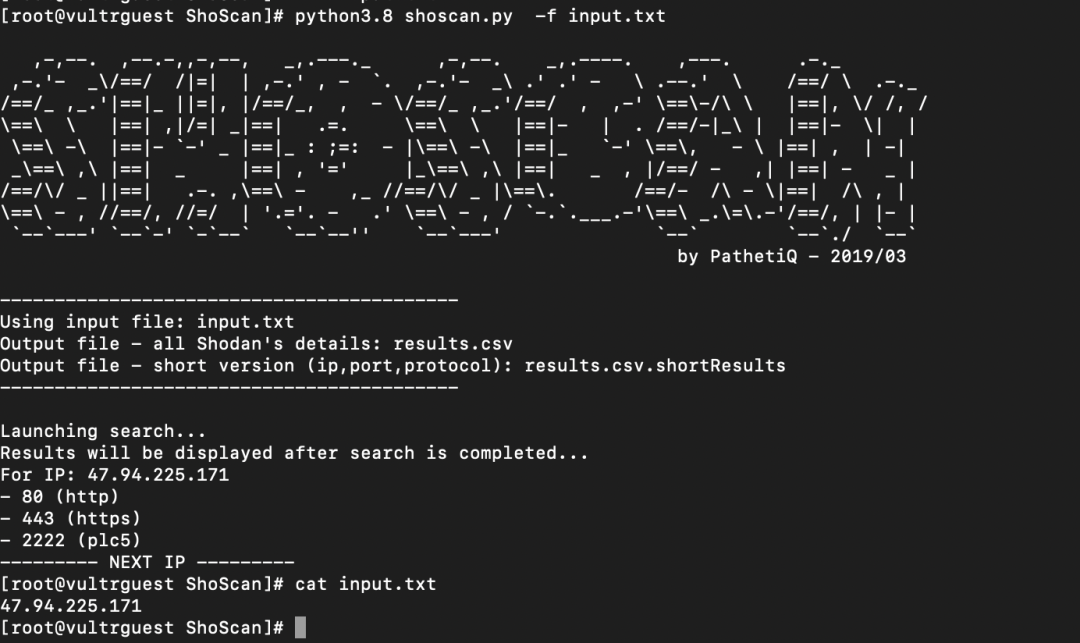 [root@vultrguest ShoScan]# python3.8 shoscan.py  -f input.txt
by PathetiQ - 2019/03
------------------------------------------
Using input file: input.txt
Output file - all Shodan's details: results.csv
Output file - short version (ip,port,protocol): results.csv.shortResults
------------------------------------------
Launching search...
Results will be displayed after search is completed...
For IP: 47.94.225.171
- 80 (http)
- 443 (https)
- 2222 (plc5)
--------- NEXT IP ---------
[root@vultrguest ShoScan]# cat input.txt
47.94.225.171
[root@vultrguest ShoScan]#